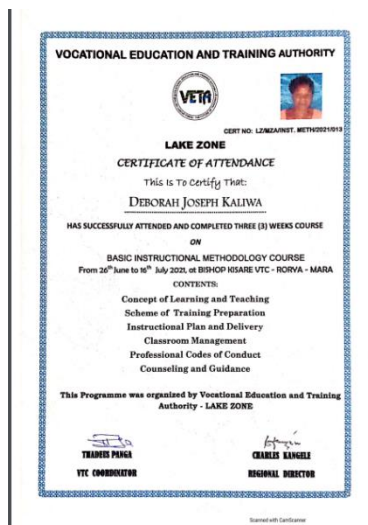 VOCATIONAL EDUCATION AND TRAINING AUTHORITY
VETA
CERT NO: LZ/MZA/INST. METH/2021/013
LAKE ZONE
CERTIFICATE OF ATTENDANCE
This Is To Certify That:
DEBORAH JOSEPH KALIWA
HAS SUCCESSFULLY ATTENDED AND COMPLETED THREE (3) WEEKS COURSE
ON
BASIC INSTRUCTIONAL METHODOLOGY COURSE
From 26th June to 16th July 2021, at BISHOP KISARE VTC - RORYA - MARA
CONTENTS:
Concept of Learning and Teaching
Scheme of Training Preparation
Instructional Plan and Delivery
Classroom Management
Professional Codes of Conduct
Counseling and Guidance
This Programme was organized by Vocational Education and Training
Authority - LAKE ZONE
THADEUS PANGA
CHARLES KANGELE
VTC COORDINATOR
REGIONAL DIRECTOR
Scanned with CamScanner